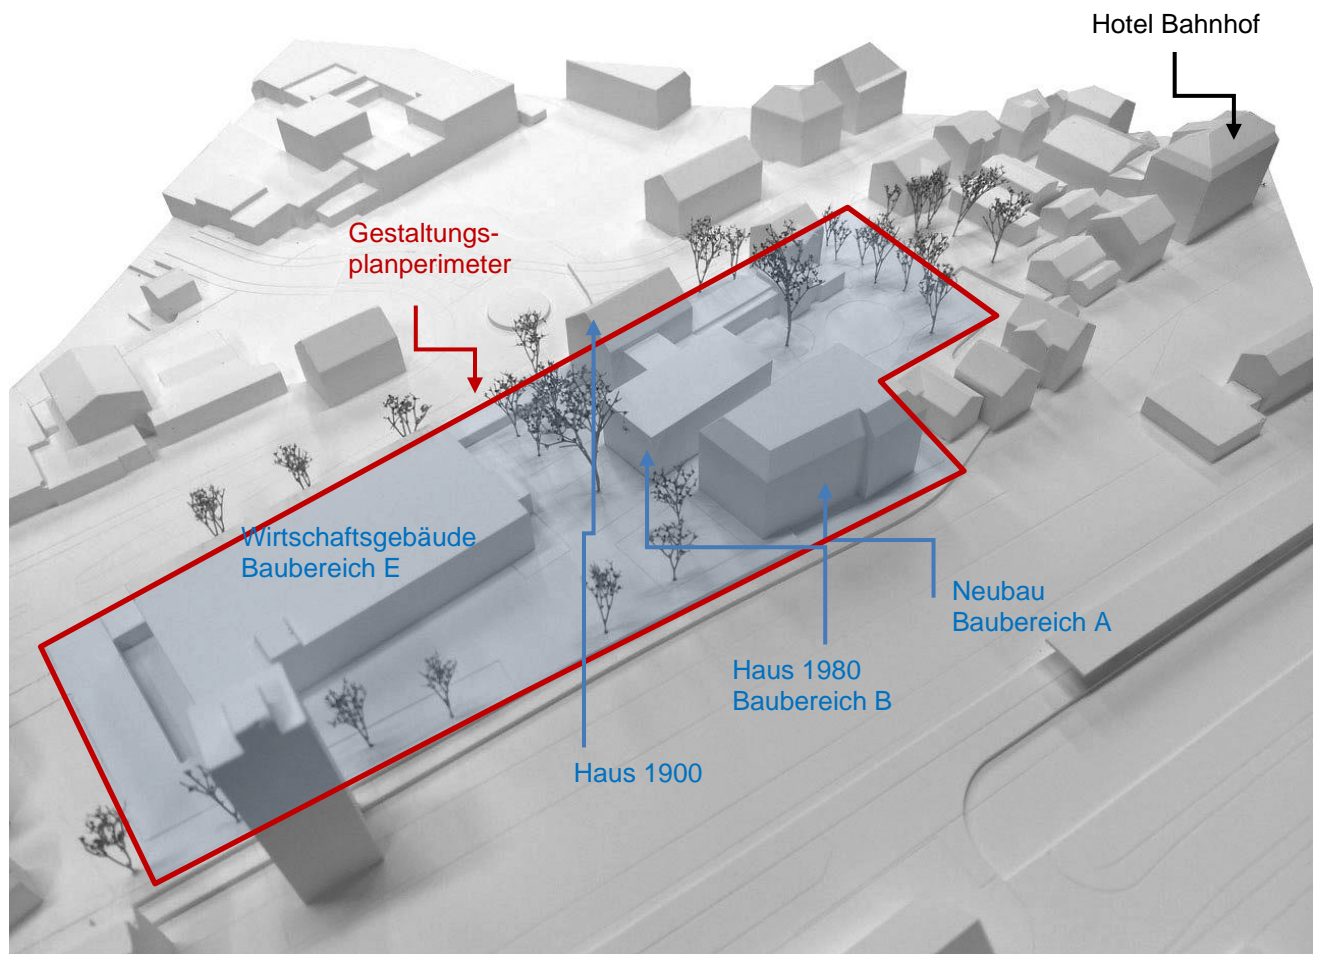 Hotel Bahnhof
Gestaltungs-
planperimeter
Wirtschaftsgebäude
Baubereich E
Neubau
Baubereich A
Haus 1980
Baubereich B
Haus 1900